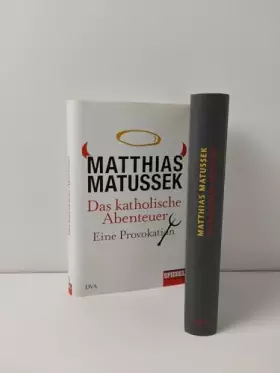 MATTHIAS
MATUSSEK
Das katholische
Abenteuer
Eine Provokation
DVA
SPIEGEL
MATTHIAS MATUSSEK